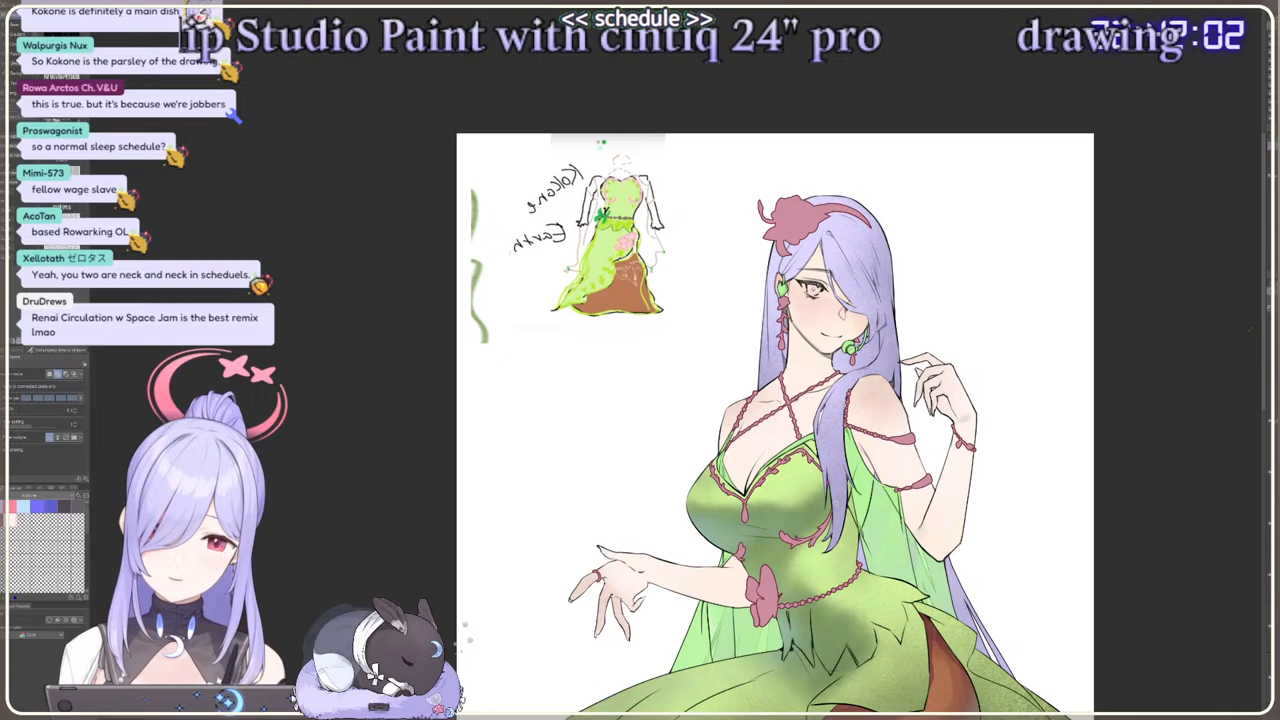 << schedule >>
ip Studio Paint with cintiq 24" pro drawing
Kokone is definitely a main dish
Walpurgis Nux
So Kokone is the parsley of the drawing
Rowa Arctos Ch. V&U
this is true. but it's because we're jobbers
Proswagonist
so a normal sleep schedule?
Mimi-573
fellow wage slave
AcoTan
based Rowarking OL
Xellotath ゼロタス
Yeah, you two are neck and neck in scheduels.
DruDrews
Renai Circulation w Space Jam is the best remix
lmao
Kokone
Earth